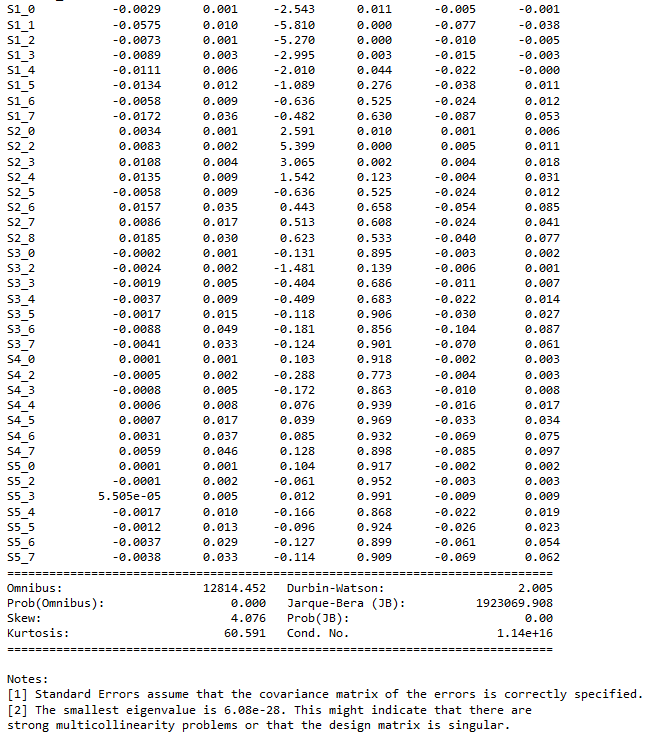 S1_0 -0.0029 0.001 -2.543 0.011 -0.005 -0.001
S1_1 -0.0575 0.010 -5.810 0.000 -0.077 -0.038
S1_2 -0.0073 0.001 -5.270 0.000 -0.010 -0.005
S1_3 -0.0089 0.003 -2.995 0.003 -0.015 -0.003
S1_4 -0.0111 0.006 -2.010 0.044 -0.022 -0.000
S1_5 -0.0134 0.012 -1.089 0.276 -0.038 0.011
S1_6 -0.0058 0.009 -0.636 0.525 -0.024 0.012
S1_7 -0.0172 0.036 -0.482 0.630 -0.087 0.053
S2_0 0.0034 0.001 2.591 0.010 0.001 0.006
S2_2 0.0083 0.002 5.399 0.000 0.005 0.011
S2_3 0.0108 0.004 3.065 0.002 0.004 0.018
S2_4 0.0135 0.009 1.542 0.123 -0.004 0.031
S2_5 -0.0058 0.009 -0.636 0.525 -0.024 0.012
S2_6 0.0157 0.035 0.443 0.658 -0.054 0.085
S2_7 0.0086 0.017 0.513 0.608 -0.024 0.041
S2_8 0.0185 0.030 0.623 0.533 -0.040 0.077
S3_0 -0.0002 0.001 -0.131 0.895 -0.003 0.002
S3_2 -0.0024 0.002 -1.481 0.139 -0.006 0.001
S3_3 -0.0019 0.005 -0.404 0.686 -0.011 0.007
S3_4 -0.0037 0.009 -0.409 0.683 -0.022 0.014
S3_5 -0.0017 0.015 -0.118 0.906 -0.030 0.027
S3_6 -0.0088 0.049 -0.181 0.856 -0.104 0.087
S3_7 -0.0041 0.033 -0.124 0.901 -0.070 0.061
S4_0 0.0001 0.001 0.103 0.918 -0.002 0.003
S4_2 -0.0005 0.002 -0.288 0.773 -0.004 0.003
S4_3 -0.0008 0.005 -0.172 0.863 -0.010 0.008
S4_4 0.0006 0.008 0.076 0.939 -0.016 0.017
S4_5 0.0007 0.017 0.039 0.969 -0.033 0.034
S4_6 0.0031 0.037 0.085 0.932 -0.069 0.075
S4_7 0.0059 0.046 0.128 0.898 -0.085 0.097
S5_0 0.0001 0.001 0.104 0.917 -0.002 0.002
S5_2 -0.0001 0.002 -0.061 0.952 -0.003 0.003
S5_3 5.505e-05 0.005 0.012 0.991 -0.009 0.009
S5_4 -0.0017 0.010 -0.166 0.868 -0.022 0.019
S5_5 -0.0012 0.013 -0.096 0.924 -0.026 0.023
S5_6 -0.0037 0.029 -0.127 0.899 -0.061 0.054
S5_7 -0.0038 0.033 -0.114 0.909 -0.069 0.062
==============================================================================
Omnibus: 12814.452 Durbin-Watson: 2.005
Prob(Omnibus): 0.000 Jarque-Bera (JB): 1923069.908
Skew: 4.076 Prob(JB): 0.00
Kurtosis: 60.591 Cond. No. 1.14e+16
==============================================================================
Notes:
[1] Standard Errors assume that the covariance matrix of the errors is correctly specified.
[2] The smallest eigenvalue is 6.08e-28. This might indicate that there are
strong multicollinearity problems or that the design matrix is singular.